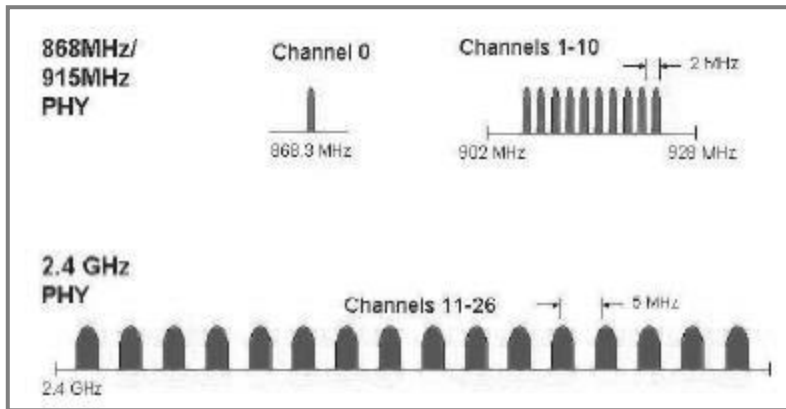 868MHz/
915MHz
PHY
Channel 0
868.3 MHz
Channels 1-10
2 MHz
902 MHz
928 MHz
2.4 GHz
PHY
Channels 11-26
5 MHz
2.4 GHz